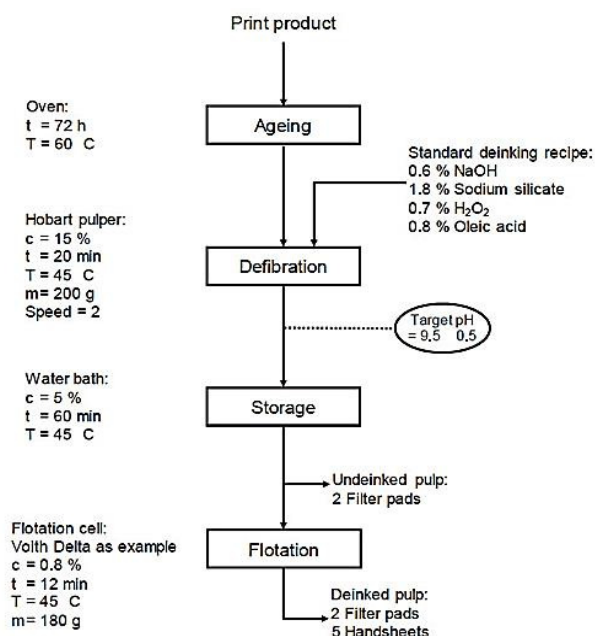 Print product
Oven:
t = 72 h
T = 60 C
Ageing
Standard deinking recipe:
0.6 % NaOH
1.8 % Sodium silicate
0.7 % H₂O₂
0.8 % Oleic acid
Hobart pulper:
c = 15 %
t = 20 min
T = 45 C
m= 200 g
Speed = 2
Defibration
Target pH
= 9.5 0.5
Water bath:
c = 5 %
t = 60 min
T = 45 C
Storage
Undeinked pulp:
2 Filter pads
Flotation cell:
Voith Delta as example
c = 0.8 %
t = 12 min
T = 45 C
m= 180 g
Flotation
Deinked pulp:
2 Filter pads
5 Handsheets